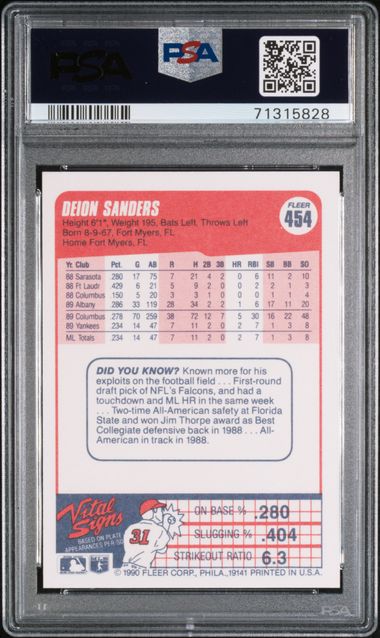 PSA PSA
71315828
DEION SANDERS
FLEER
454
Height 6'1", Weight 195, Bats Left, Throws Left
Born 8-9-67, Fort Myers, FL
Home Fort Myers, FL
Yr. Club Pct. G AB R H 2B 3B HR RBI SB BB SO
88 Sarasota .280 17 75 7 21 4 2 0 6 11 2 10
88 Ft Laudr .429 6 21 5 9 2 0 0 2 2 1 3
88 Columbus .150 5 20 3 3 1 0 0 0 1 1 4
89 Albany .286 33 119 28 34 2 2 1 6 17 11 20
89 Columbus .278 70 259 38 72 12 7 5 30 16 22 48
89 Yankees .234 14 47 7 11 2 0 2 7 1 3 8
ML Totals .234 14 47 7 11 2 0 2 7 1 3 8
DID YOU KNOW? Known more for his
exploits on the football field . . . First-round
draft pick of NFL's Falcons, and had a
touchdown and ML HR in the same week
. . . Two-time All-American safety at Florida
State and won Jim Thorpe award as Best
Collegiate defensive back in 1988 . . . All-
American in track in 1988.
Vital
Signs
BASED ON PLATE
APPEARANCES PER SO
31
ON BASE % .280
SLUGGING % .404
STRIKEOUT RATIO 6.3
© 1990 FLEER CORP., PHILA., 19141 PRINTED IN U.S.A.
PSA